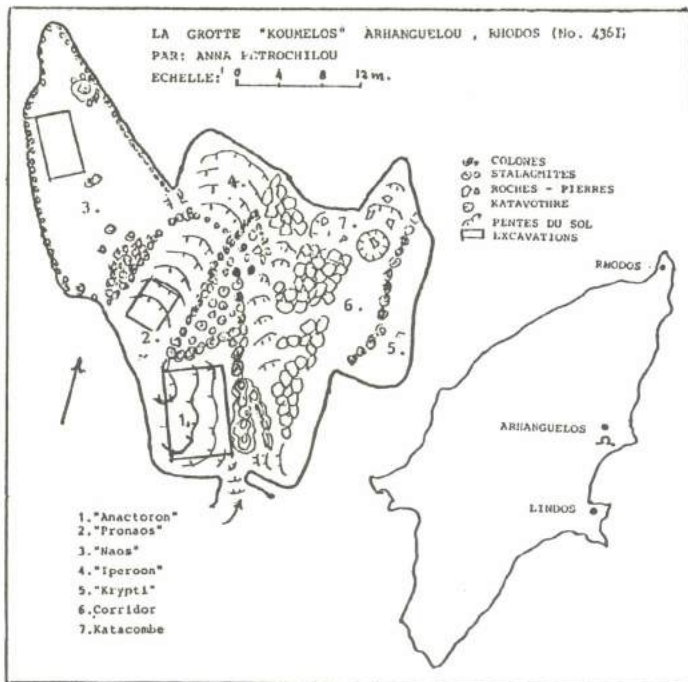 LA GROTTE "KOUMELOS" ARHANGUELOU, RHODOS (No. 4361)
PAR: ANNA PETROCHILOU
ECHELLE: 0 4 8 12 m.
COLONES
STALAGMITES
ROCHES - PIERRES
KATAVOTHRE
PENTES DU SOL
EXCAVATIONS
4.
7.
3.
6.
2.
5.
1.
RHODOS
ARHANGUELOS
LINDOS
1."Anactoron"
2."Pronaos"
3."Naos"
4."Iperoon"
5."Krypti"
6.Corridor
7.Katacombe